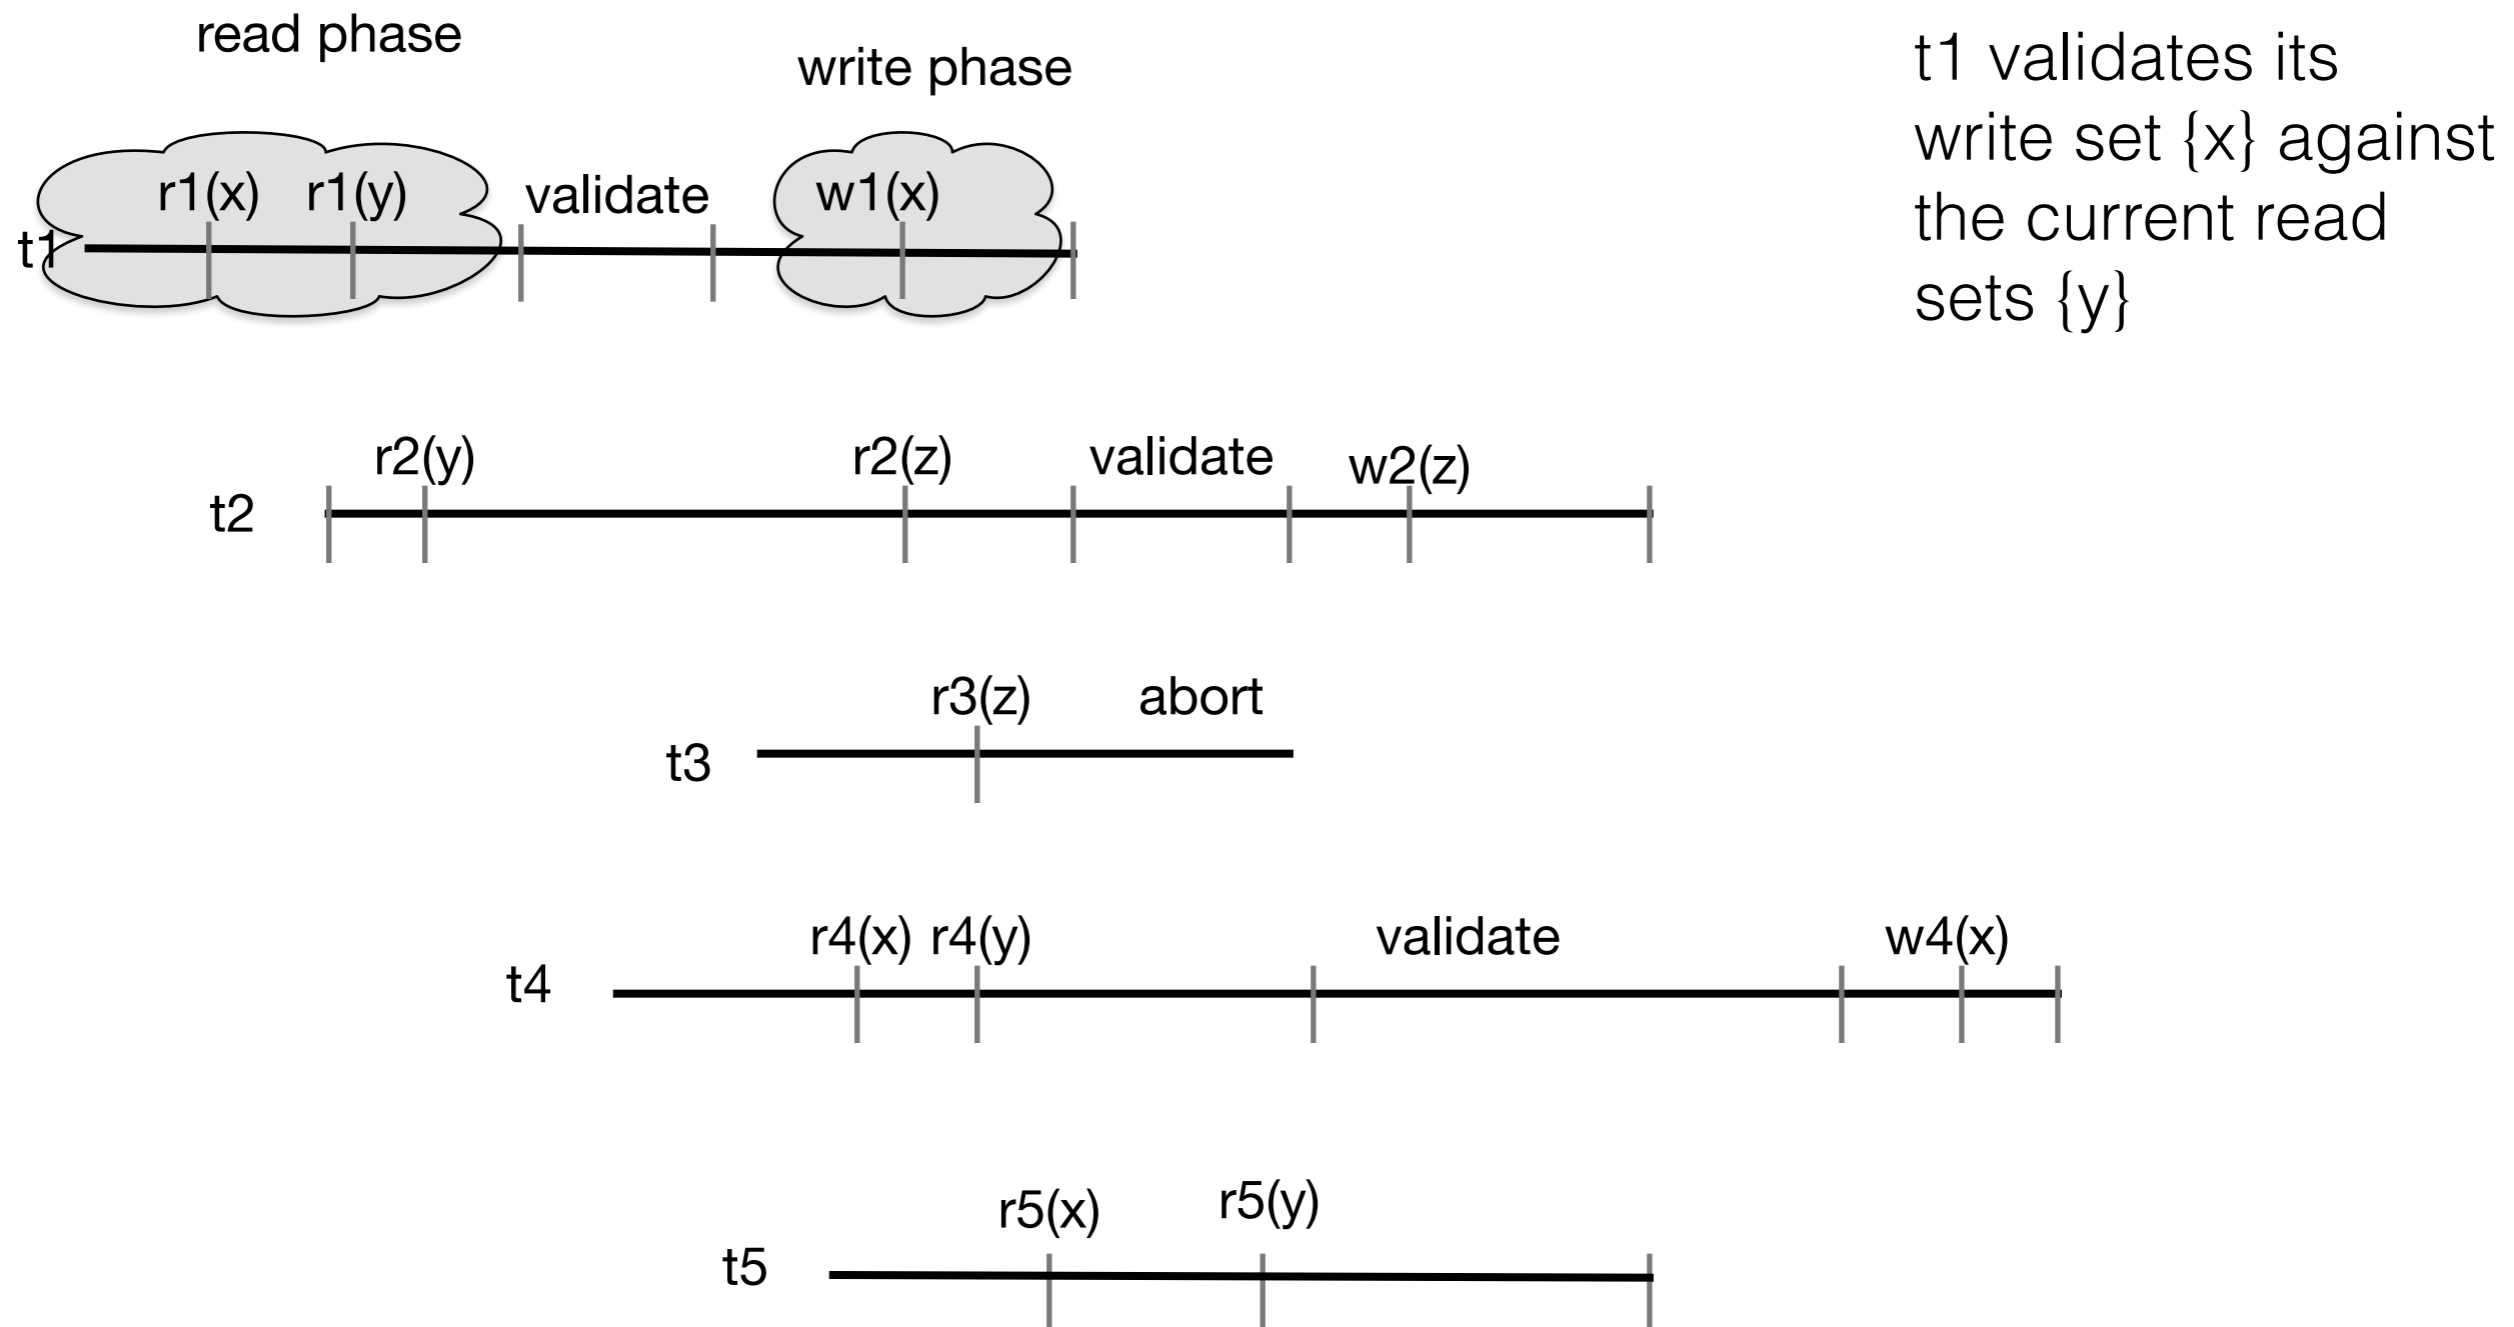 read phase
write phase
t1 validates its
write set {x} against
the current read
sets {y}
r1(x) r1(y) validate w1(x)
t1
r2(y) r2(z) validate w2(z)
t2
r3(z) abort
t3
r4(x) r4(y) validate w4(x)
t4
r5(x) r5(y)
t5